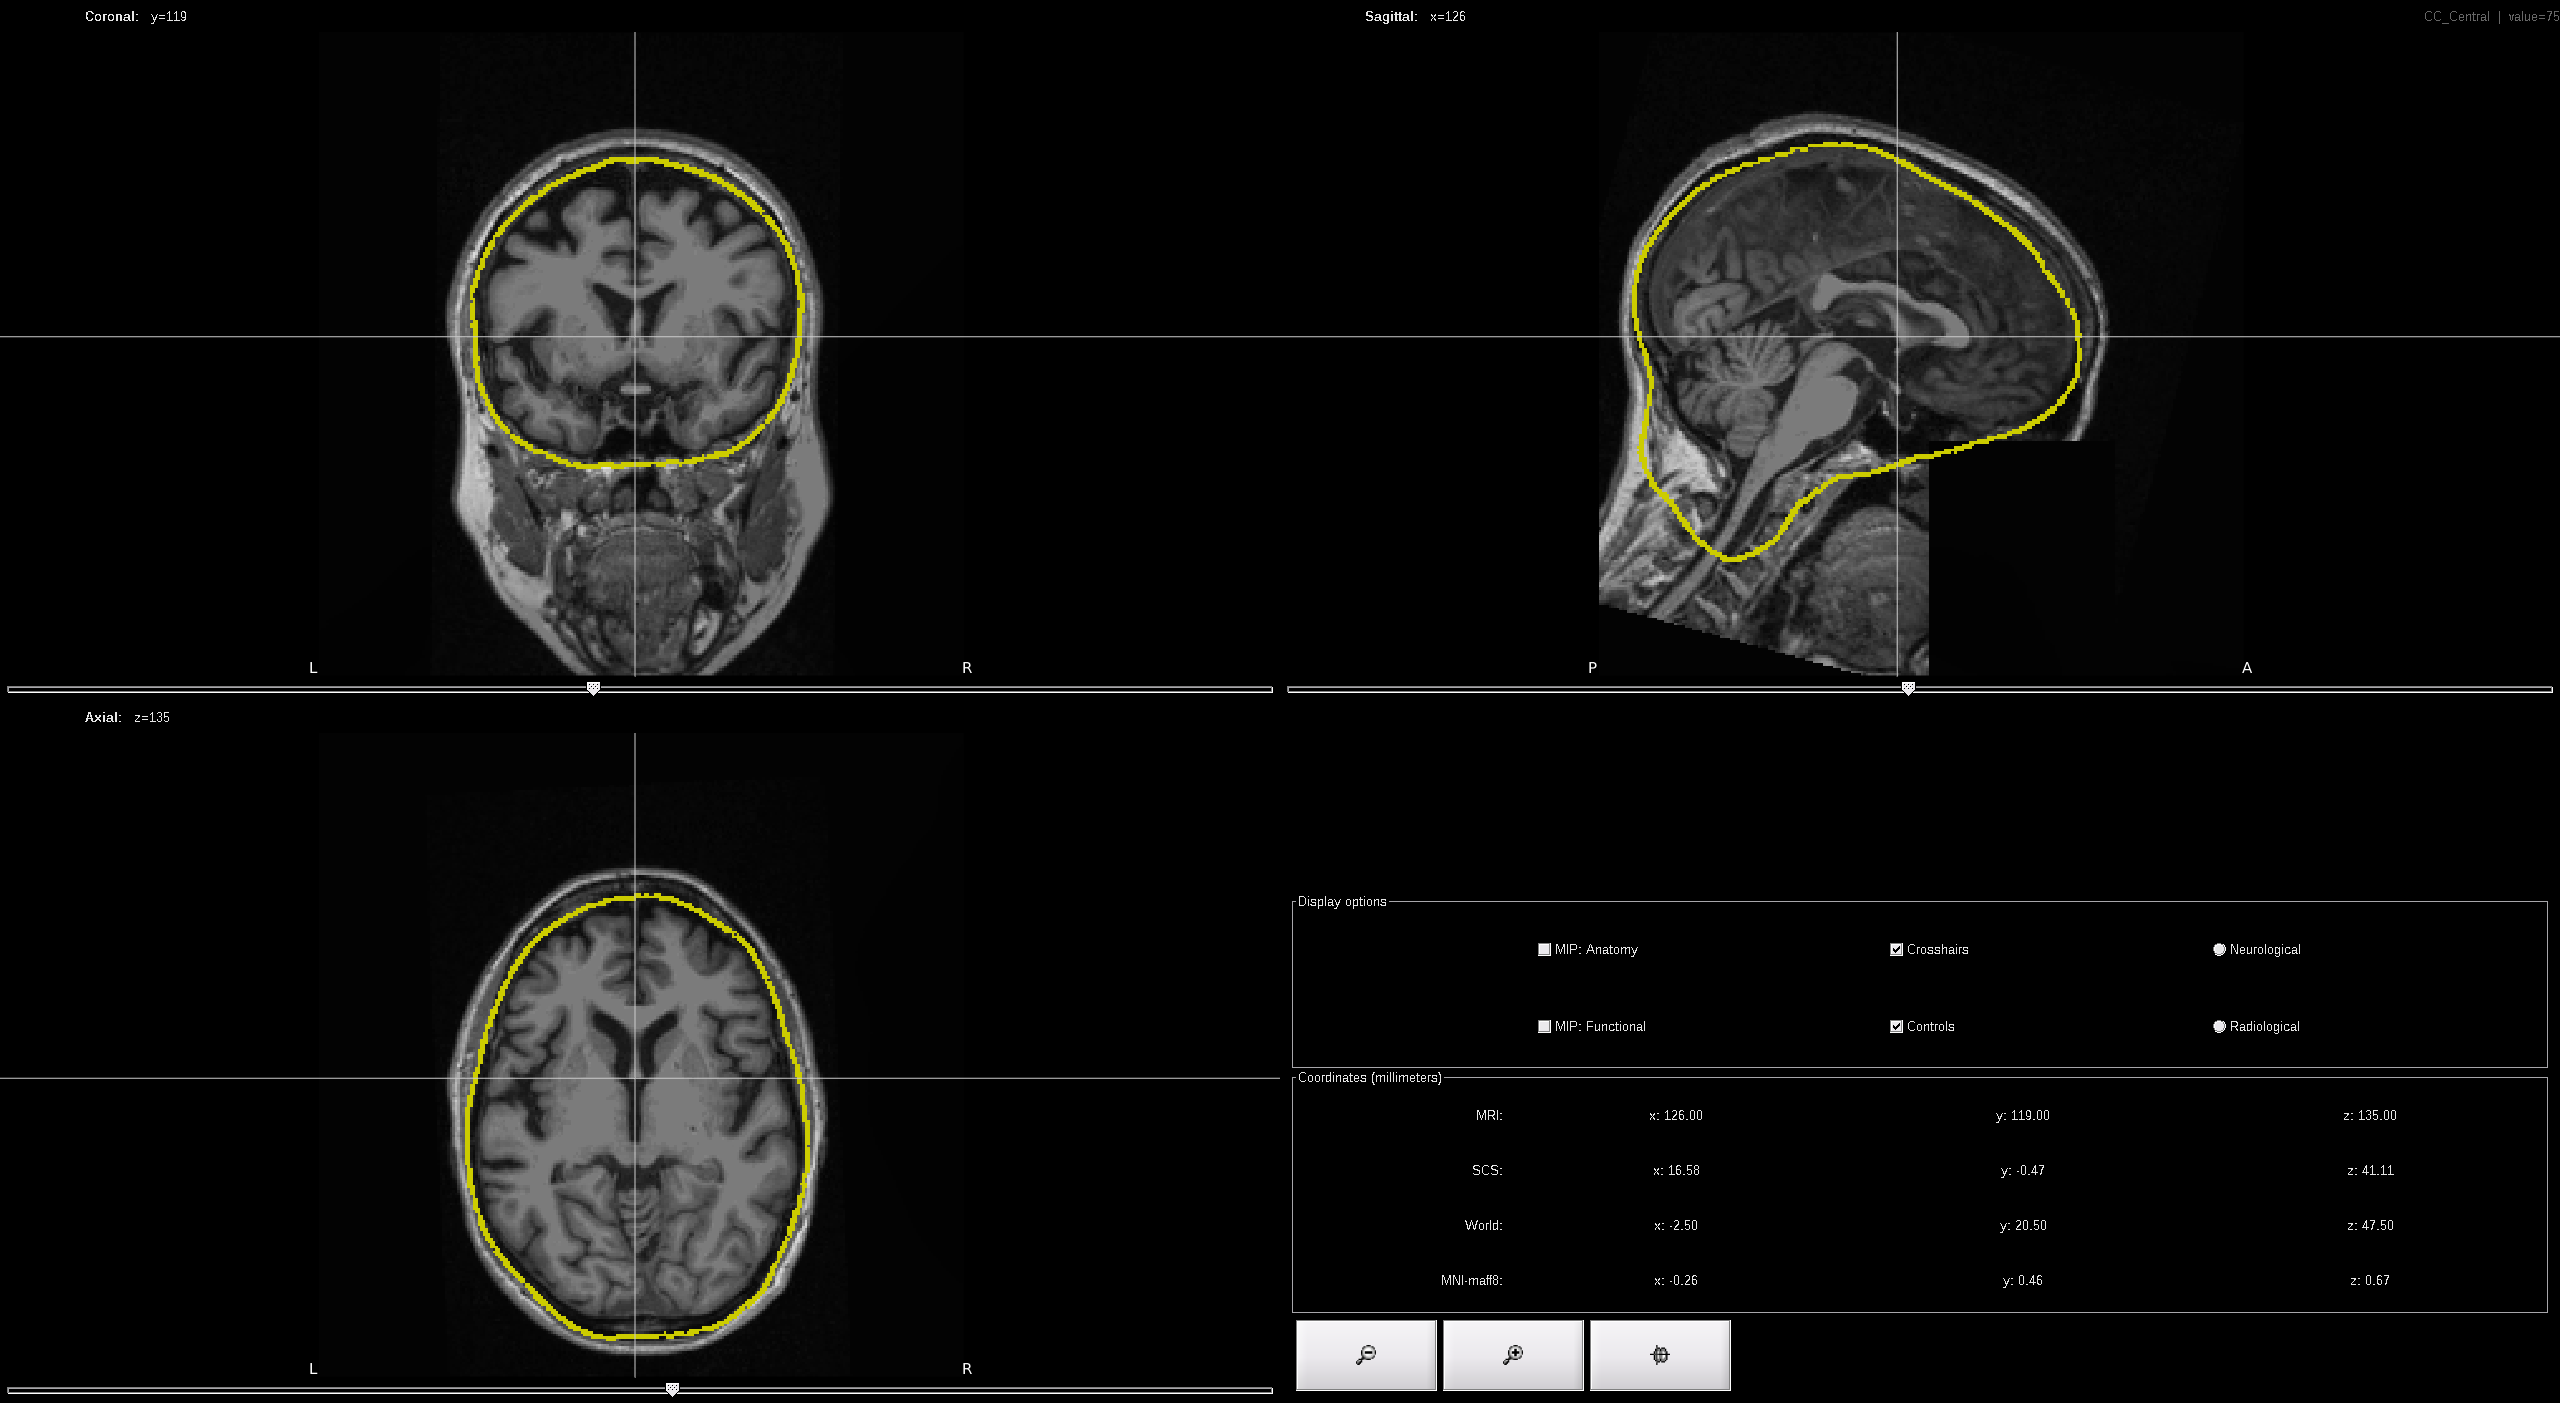 Coronal: y=119
Sagittal: x=126
CC_Central | value=75
L
R
P
A
Axial: z=135
Display options
MIP: Anatomy
Crosshairs
Neurological
MIP: Functional
Controls
Radiological
Coordinates (millimeters)
MRI: x: 126.00 y: 119.00 z: 135.00
SCS: x: 16.58 y: -0.47 z: 41.11
World: x: -2.50 y: 20.50 z: 47.50
MNI-maff8: x: -0.26 y: 0.46 z: 0.67
L
R